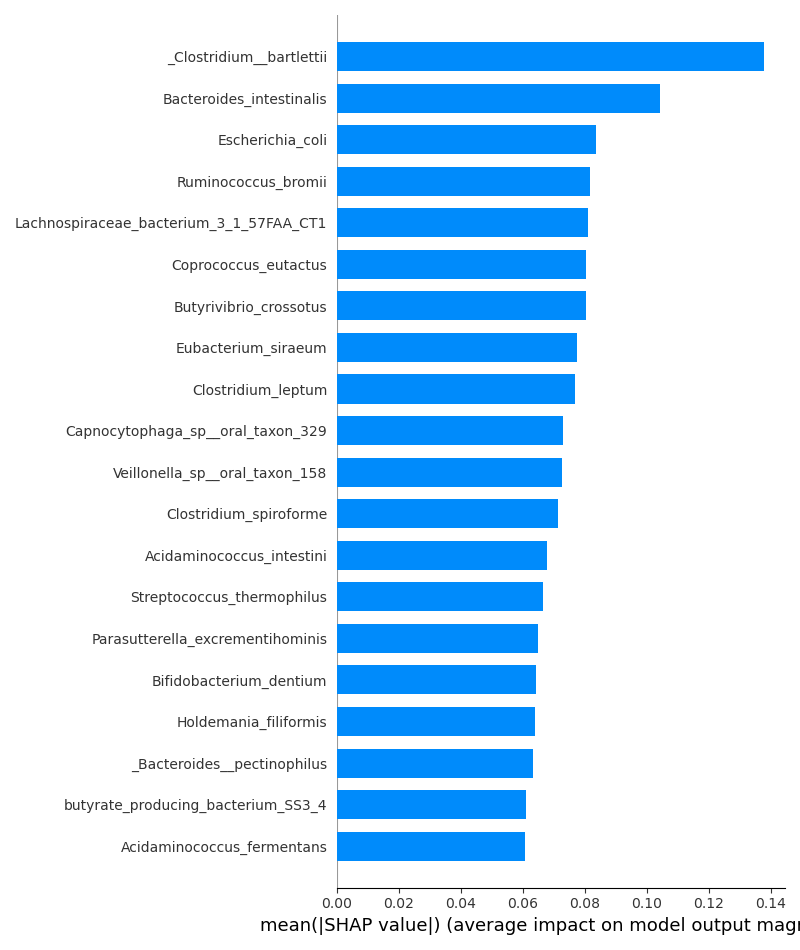 _Clostridium__bartlettii
Bacteroides_intestinalis
Escherichia_coli
Ruminococcus_bromii
Lachnospiraceae_bacterium_3_1_57FAA_CT1
Coprococcus_eutactus
Butyrivibrio_crossotus
Eubacterium_siraeum
Clostridium_leptum
Capnocytophaga_sp__oral_taxon_329
Veillonella_sp__oral_taxon_158
Clostridium_spiroforme
Acidaminococcus_intestini
Streptococcus_thermophilus
Parasutterella_excrementihominis
Bifidobacterium_dentium
Holdemania_filiformis
_Bacteroides__pectinophilus
butyrate_producing_bacterium_SS3_4
Acidaminococcus_fermentans
0.00 0.02 0.04 0.06 0.08 0.10 0.12 0.14
mean(|SHAP value|) (average impact on model output magn